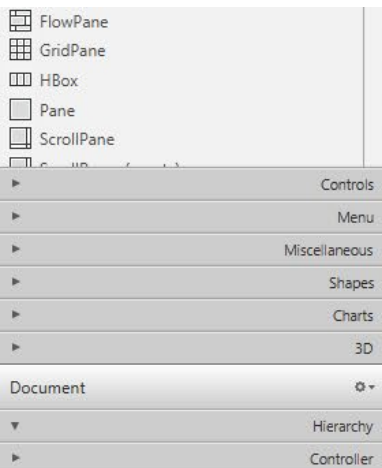 FlowPane
GridPane
HBox
Pane
ScrollPane
Controls
Menu
Miscellaneous
Shapes
Charts
3D
Document
Hierarchy
Controller